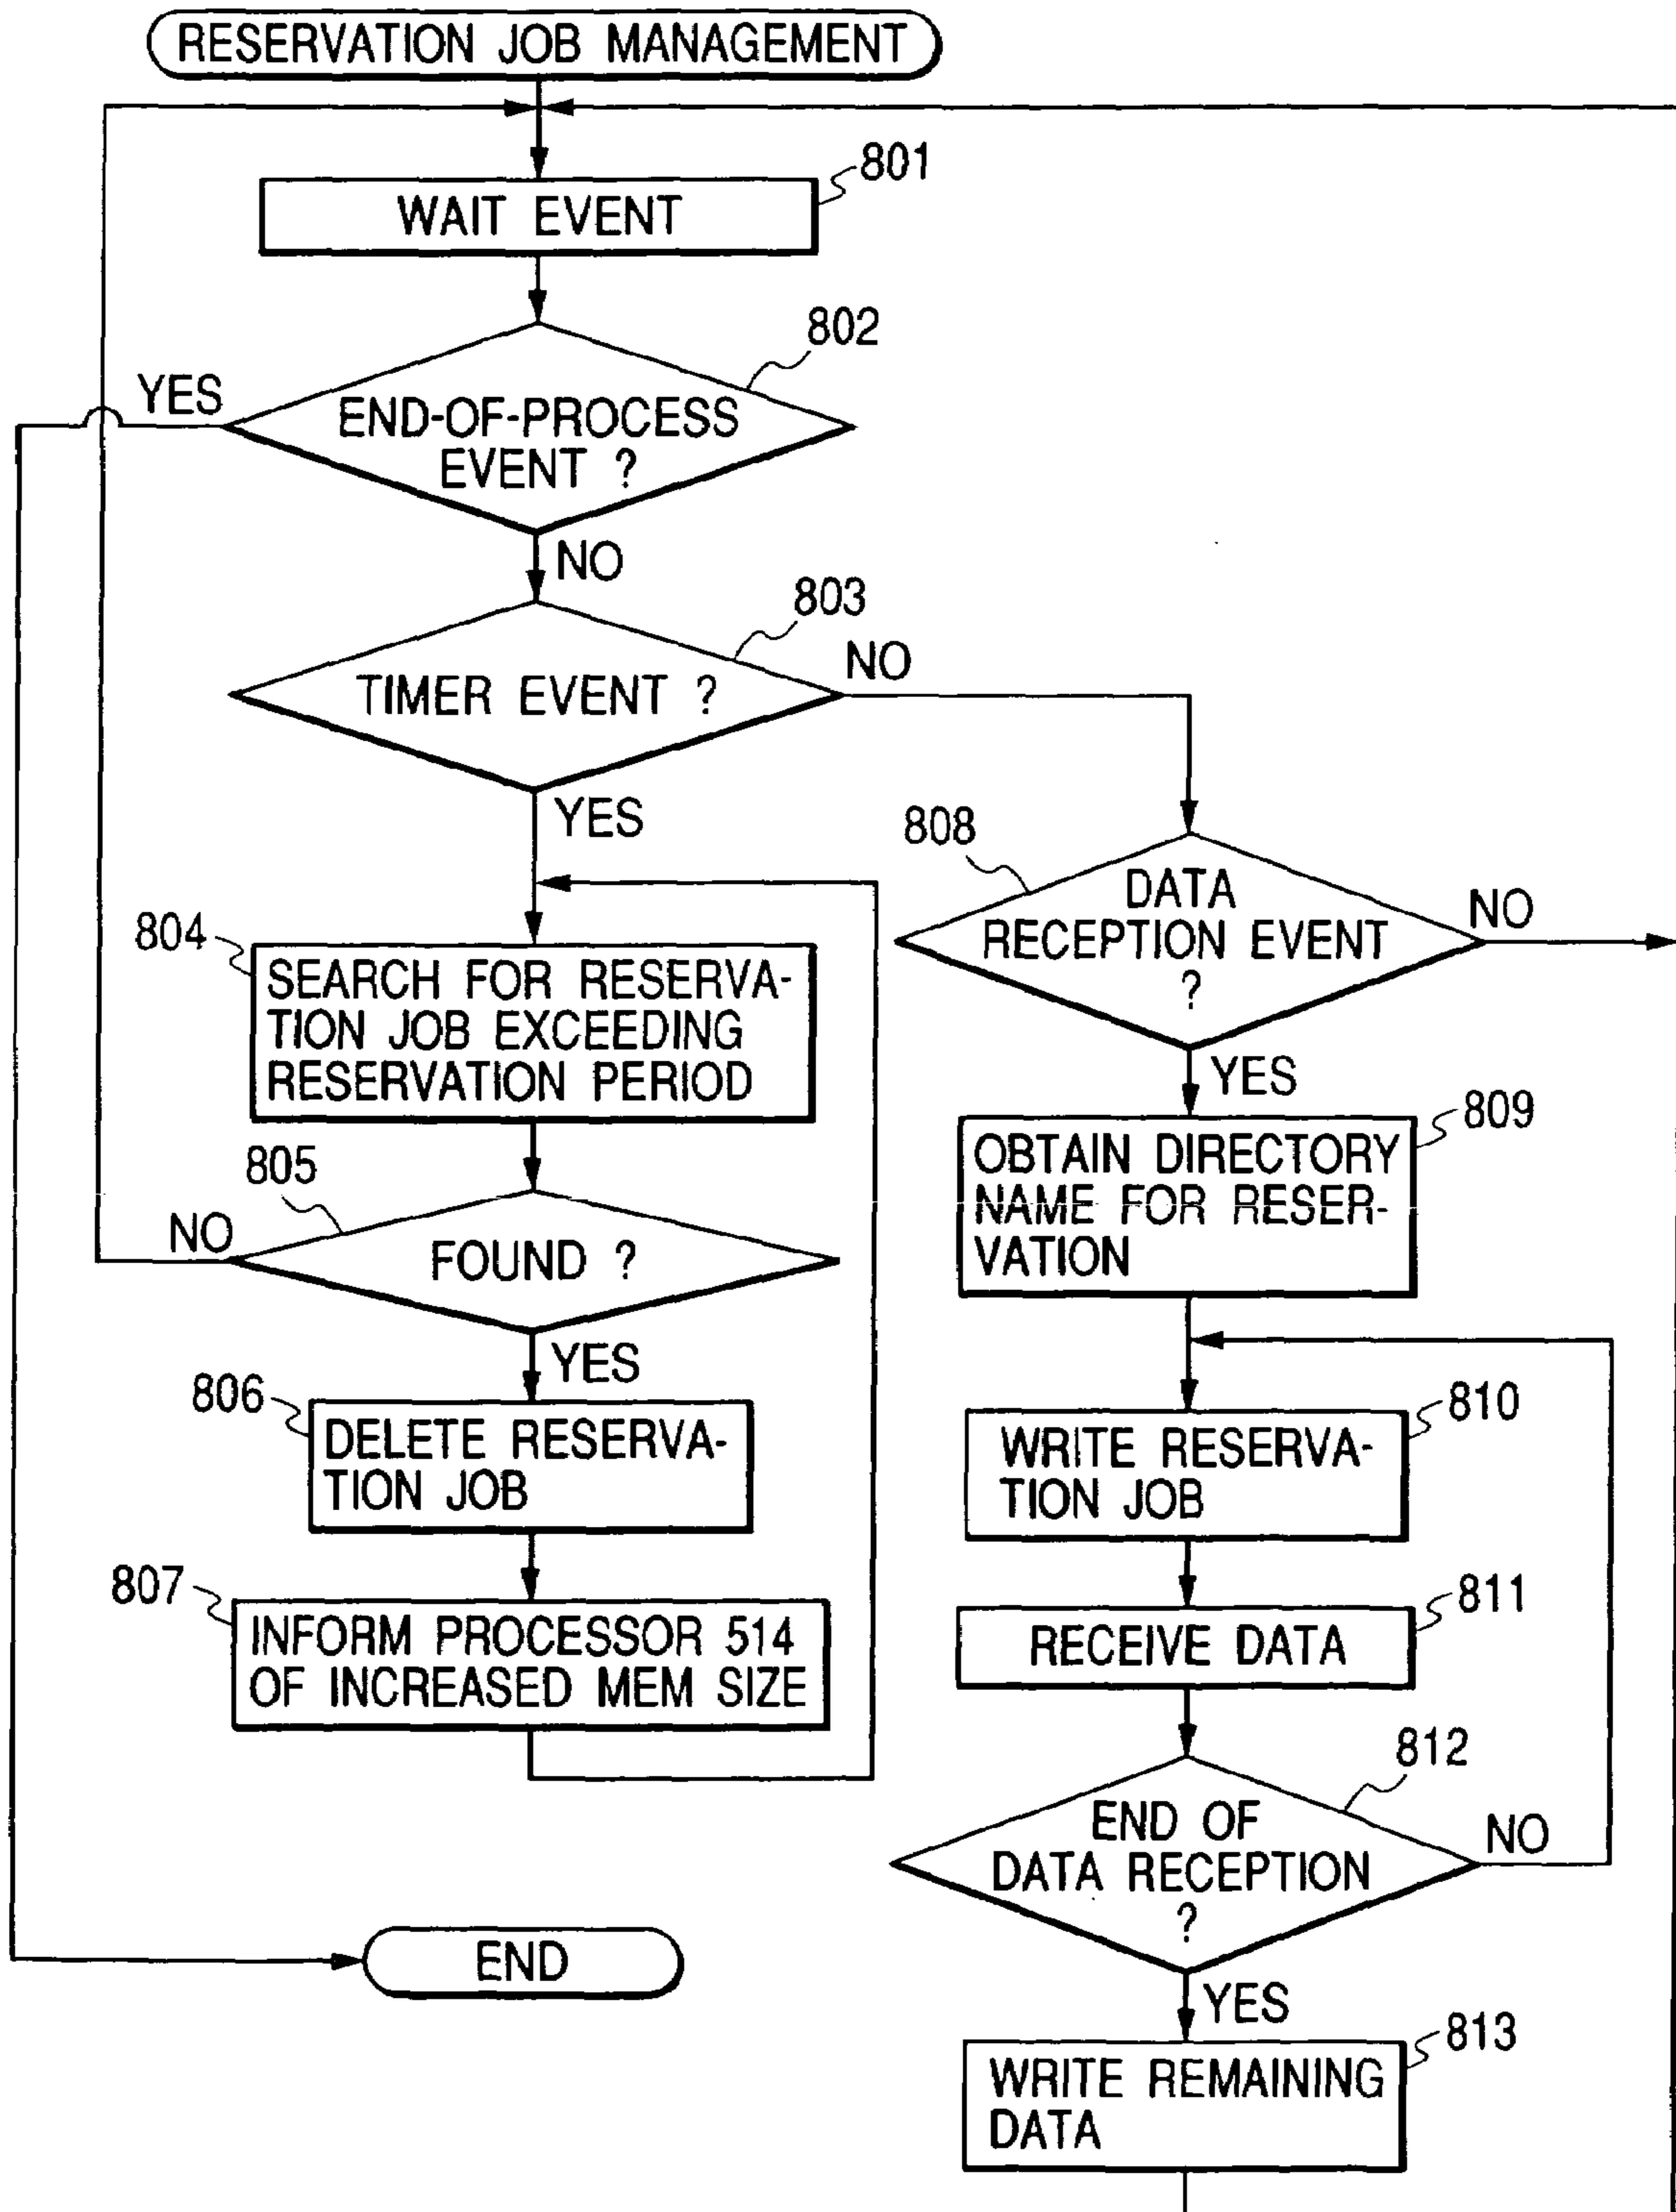 RESERVATION JOB MANAGEMENT
801
WAIT EVENT
802
YES
END-OF-PROCESS
EVENT ?
NO
803
NO
TIMER EVENT ?
YES
804
SEARCH FOR RESERVA-
TION JOB EXCEEDING
RESERVATION PERIOD
805
NO
FOUND ?
YES
806
DELETE RESERVA-
TION JOB
807
INFORM PROCESSOR 514
OF INCREASED MEM SIZE
END
808
DATA
RECEPTION EVENT
?
NO
YES
809
OBTAIN DIRECTORY
NAME FOR RESER-
VATION
810
WRITE RESERVA-
TION JOB
811
RECEIVE DATA
812
END OF
DATA RECEPTION
?
NO
YES
813
WRITE REMAINING
DATA